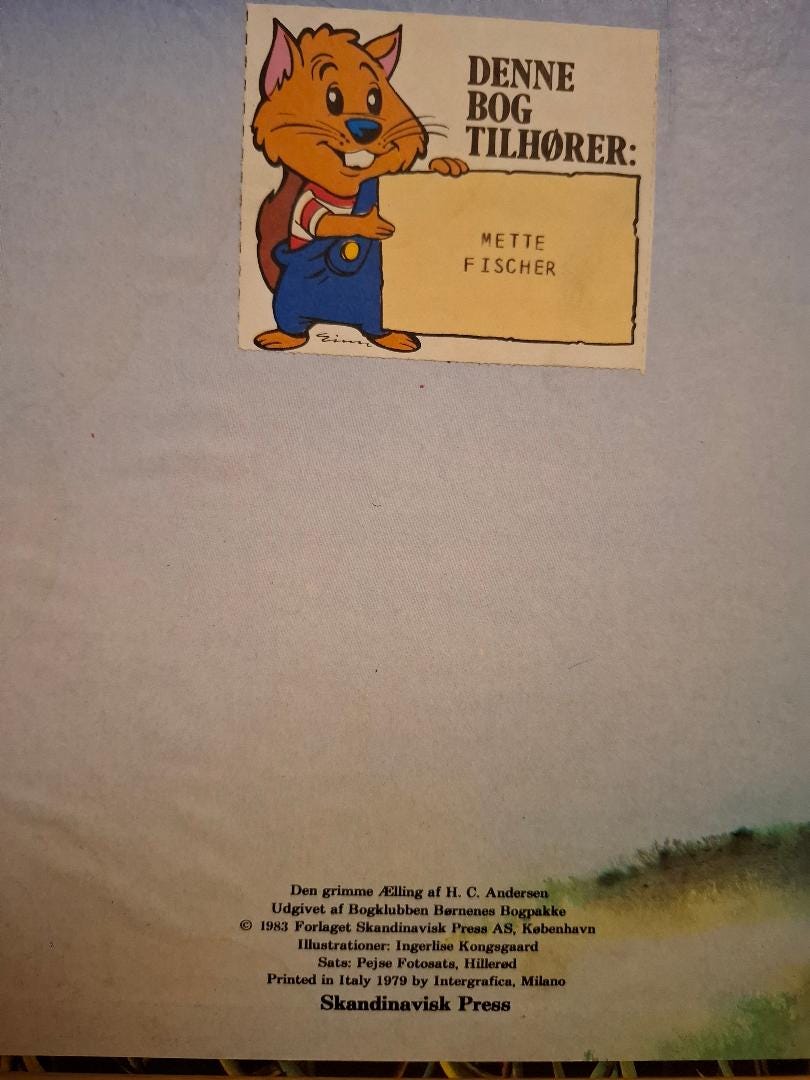 DENNE
BOG
TILHØRER:
METTE
FISCHER
Den grimme Ælling af H. C. Andersen
Udgivet af Bogklubben Børnenes Bogpakke
© 1983 Forlaget Skandinavisk Press AS, København
Illustrationer: Ingerlise Kongsgaard
Sats: Pejse Fotosats, Hillerød
Printed in Italy 1979 by Intergrafica, Milano
Skandinavisk Press